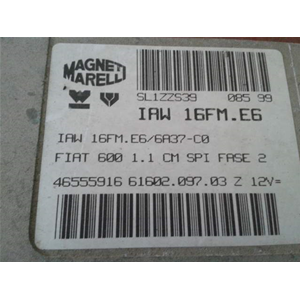 MAGNETI
MARELLI
SL1ZZS39 085 99
IAW 16FM.E6
IAW 16FM.E6/6A37-C0
FIAT 600 1.1 CM SPI FASE 2
46555916 61602.097.03 Z 12V=